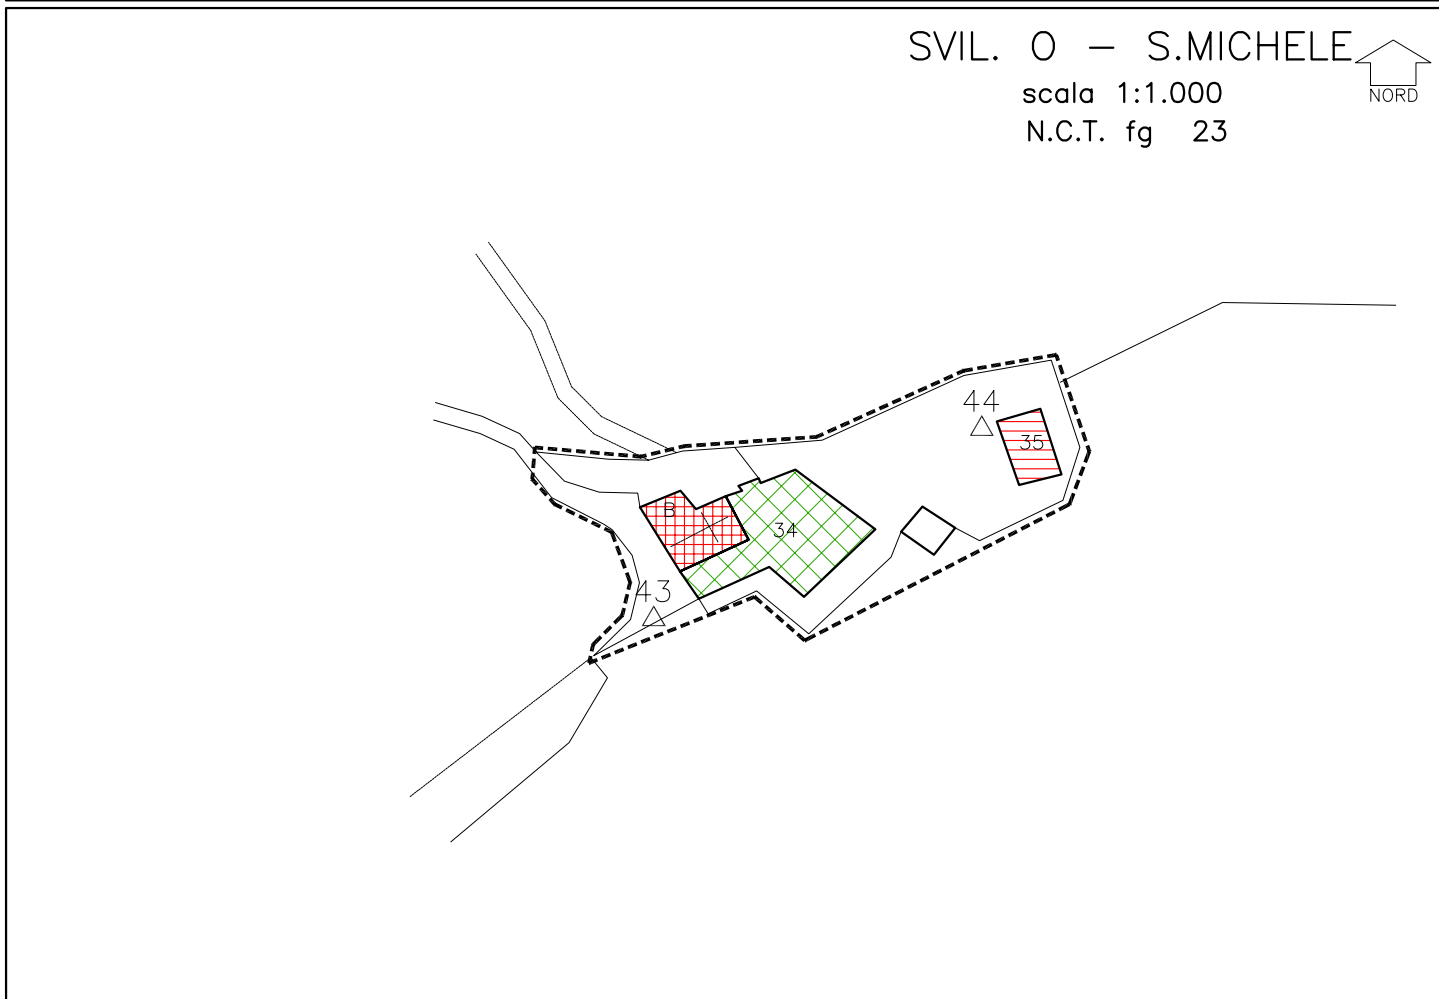 SVIL. O - S.MICHELE
NORD
scala 1:1.000
N.C.T. fg 23
44
35
B
34
43